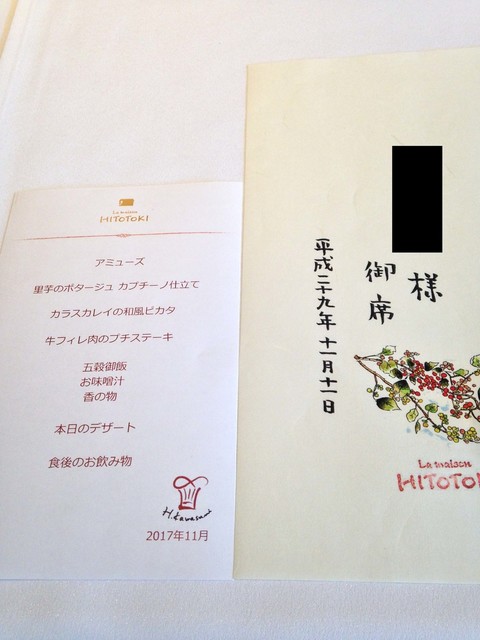 La maison
HITOTOKI
アミューズ
里芋のポタージュ カプチーノ仕立て
カラスカレイの和風ピカタ
牛フィレ肉のプチステーキ
五穀御飯
お味噌汁
香の物
本日のデザート
食後のお飲み物
H.Kawasumi
2017年11月
様
御席
平成二十九年 十一月十一日
La maison
HITOTOKI